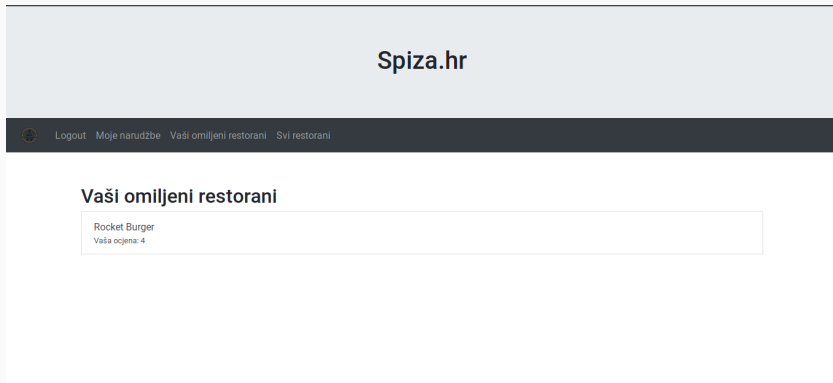 Spiza.hr
Logout Moje narudžbe Vaši omiljeni restorani Svi restorani
Vaši omiljeni restorani
Rocket Burger
Vaša ocjena: 4